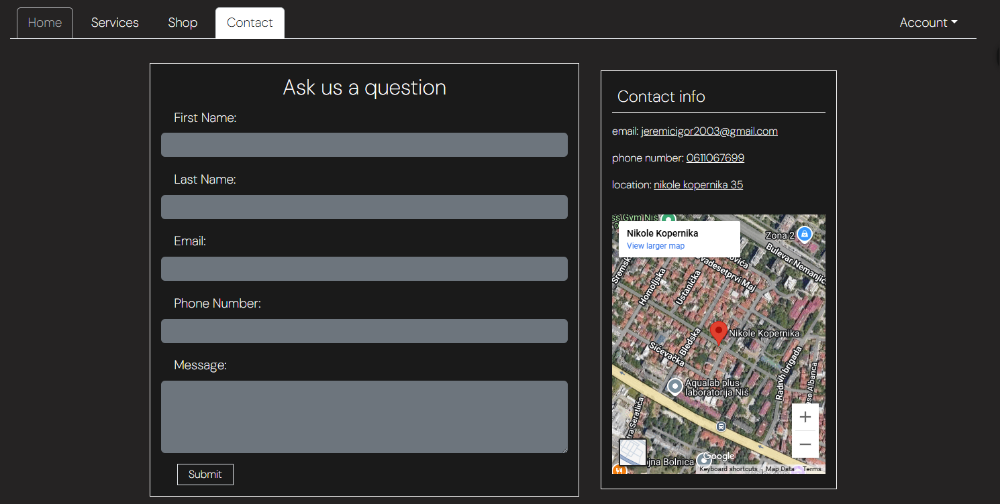 Home Services Shop Contact Account
Ask us a question
First Name:
Last Name:
Email:
Phone Number:
Message:
Submit
Contact info
email: jeremicigor2003@gmail.com
phone number: 0611067699
location: nikole kopernika 35
ss Gym Niš
Nikole Kopernika
View larger map
Zona 2
Bulevar Nemanjić
vadesetprvi Maj
Sremsk
Homoljska
Ustanička
Nikole Kopernika
Bledska
Sićevačka
Radnih brigada
se Albanca
Aqualab plus
laboratorija Niš
tra Seratlića
jna Bolnica
Google
Keyboard shortcuts Map Data Terms